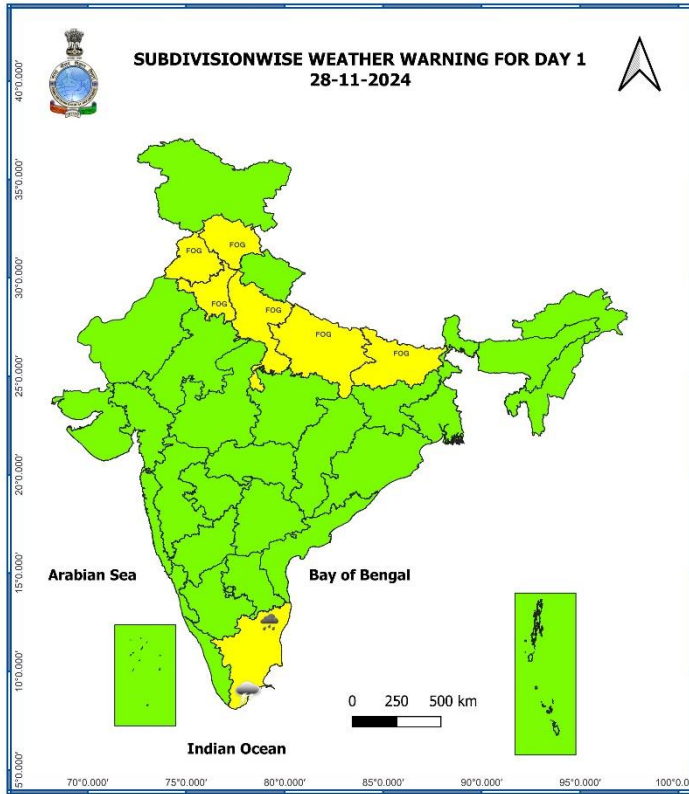 SUBDIVISIONWISE WEATHER WARNING FOR DAY 1
28-11-2024
40°0.000'
35°0.000'
30°0.000'
25°0.000'
20°0.000'
15°0.000'
10°0.000'
5°0.000'
FOG
FOG
FOG
FOG
FOG
FOG
Arabian Sea
Bay of Bengal
0 250 500 km
Indian Ocean
70°0.000' 75°0.000' 80°0.000' 85°0.000' 90°0.000' 95°0.000' 100°0.0